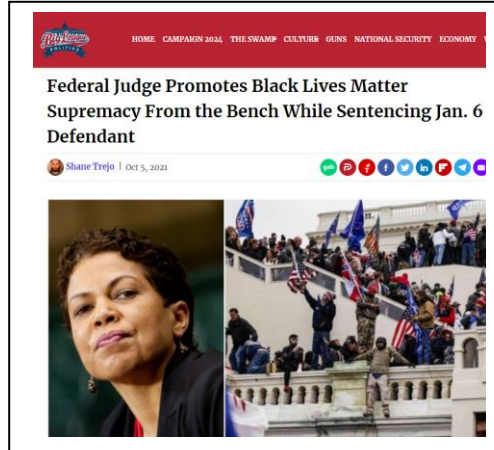 Big League
POLITICS
HOME CAMPAIGN 2024 THE SWAMP CULTURE GUNS NATIONAL SECURITY ECONOMY
Federal Judge Promotes Black Lives Matter
Supremacy From the Bench While Sentencing Jan. 6
Defendant
Shane Trejo | Oct 5, 2021
gab